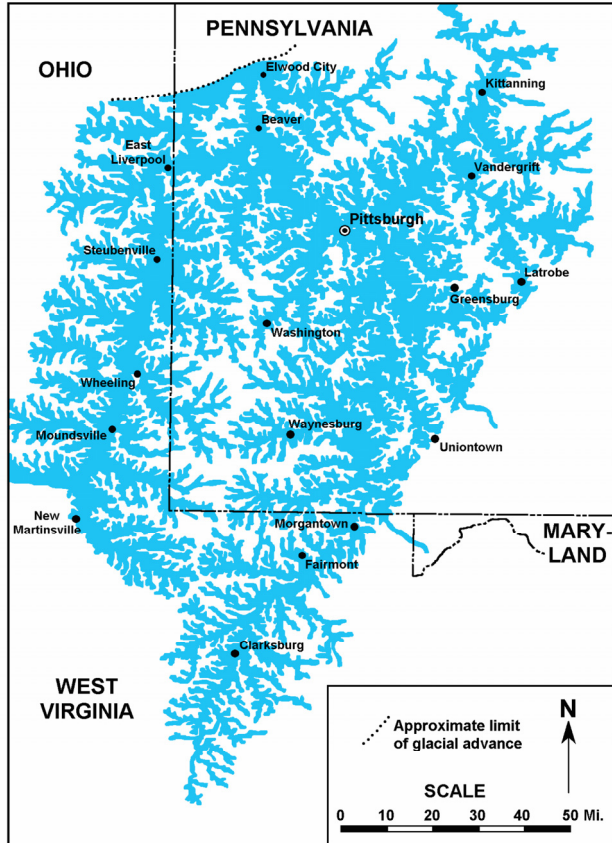 PENNSYLVANIA
OHIO
Elwood City
Kittanning
Beaver
East
Liverpool
Vandergrift
Pittsburgh
Steubenville
Latrobe
Greensburg
Washington
Wheeling
Waynesburg
Moundsville
Uniontown
New
Martinsville
Morgantown
MARY-
LAND
Fairmont
Clarksburg
WEST
VIRGINIA
Approximate limit
of glacial advance
N
SCALE
0 10 20 30 40 50 Mi.